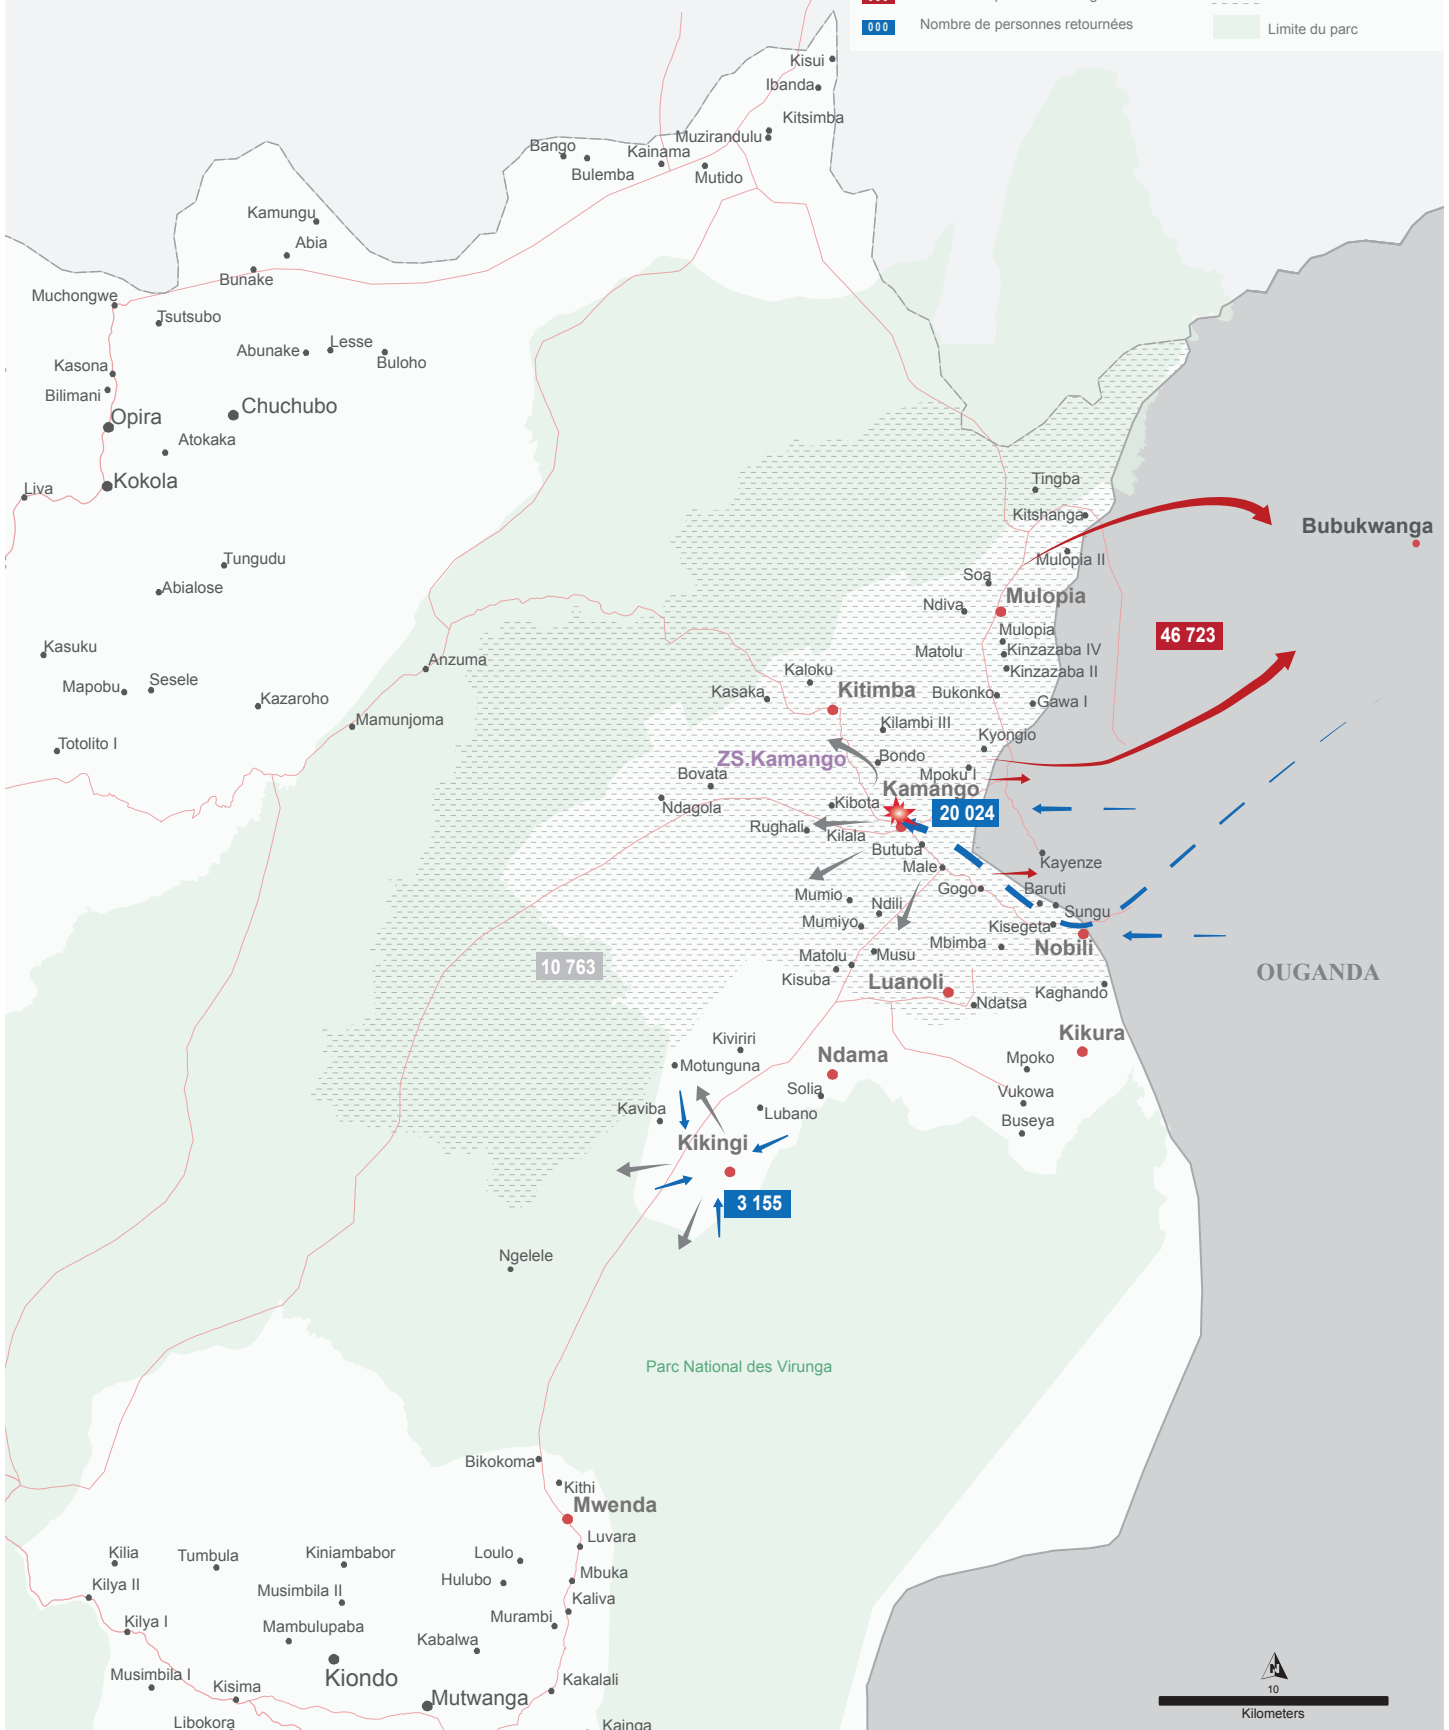 000
Nombre de personnes retournées
Limite du parc
Kisui
Ibanda
Kitsimba
Muzirandulu
Bango
Kainama
Bulemba
Mutido
Kamungu
Abia
Bunake
Muchongwe
Tsutsubo
Lesse
Abunake
Buloho
Kasona
Bilimani
Chuchubo
Opira
Atokaka
Kokola
Liva
Tingba
Kitshanga
Bubukwanga
Mulopia II
Tungudu
Abialose
Soa
Mulopia
Ndiva
Mulopia
46 723
Kasuku
Matolu
Kinzazaba IV
Anzuma
Kaloku
Kinzazaba II
Mapobu
Sesele
Kasaka
Kitimba
Bukonko
Kazaroho
Gawa I
Mamunjoma
Kilambi III
Kyongio
Totolito I
ZS.Kamango
Bondo
Bovata
Mpoku I
Kamango
Ndagola
Kibota
20 024
Rughali
Kilala
Butuba
Male
Kayenze
Gogo
Baruti
Mumio
Ndili
Sungu
Mumiyo
Kisegeta
Mbimba
Nobili
Matolu
Musu
10 763
Kisuba
Luanoli
OUGANDA
Kaghando
Ndatsa
Kikura
Kiviriri
Ndama
Mpoko
Motunguna
Solia
Vukowa
Kaviba
Lubano
Buseya
Kikingi
3 155
Ngelele
Parc National des Virunga
Bikokoma
Kithi
Mwenda
Luvara
Kilia
Tumbula
Kiniambabor
Loulo
Kilya II
Musimbila II
Hulubo
Mbuka
Kaliva
Kilya I
Mambulupaba
Murambi
Kabalwa
Kiondo
Musimbila I
Kisima
Kakalali
Mutwanga
N
10
Kilometers
Libokora
Kainga